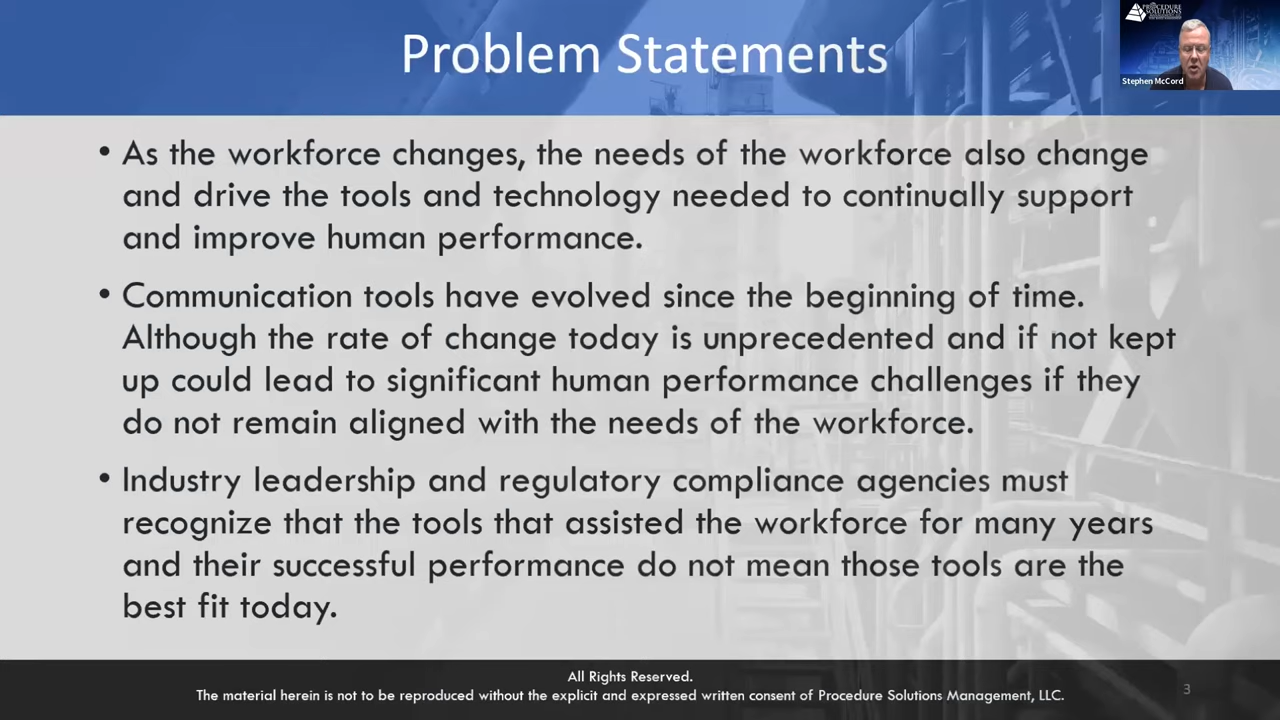 Problem Statements
PROCEDURE
SOLUTIONS
Stephen McCord
• As the workforce changes, the needs of the workforce also change
and drive the tools and technology needed to continually support
and improve human performance.
• Communication tools have evolved since the beginning of time.
Although the rate of change today is unprecedented and if not kept
up could lead to significant human performance challenges if they
do not remain aligned with the needs of the workforce.
• Industry leadership and regulatory compliance agencies must
recognize that the tools that assisted the workforce for many years
and their successful performance do not mean those tools are the
best fit today.
All Rights Reserved.
The material herein is not to be reproduced without the explicit and expressed written consent of Procedure Solutions Management, LLC.
3